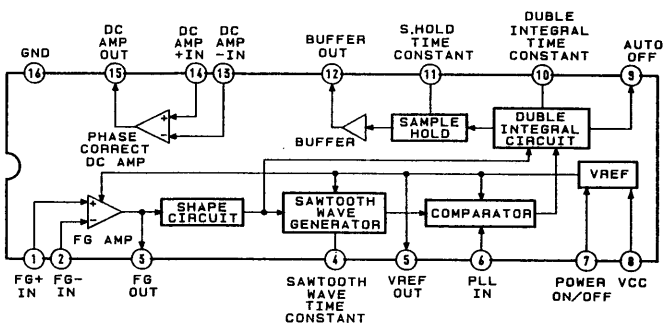 GND
16
DC
AMP
OUT
15
DC
AMP
+IN
14
DC
AMP
-IN
13
BUFFER
OUT
12
S.HOLD
TIME
CONSTANT
11
DUBLE
INTEGRAL
TIME
CONSTANT
10
AUTO
OFF
9
+
-
PHASE
CORRECT
DC AMP
BUFFER
SAMPLE
HOLD
DUBLE
INTEGRAL
CIRCUIT
VREF
+
-
FG AMP
SHAPE
CIRCUIT
SAWTOOTH
WAVE
GENERATOR
COMPARATOR
1
FG+
IN
2
FG-
IN
3
FG
OUT
4
SAWTOOTH
WAVE
TIME
CONSTANT
5
VREF
OUT
6
PLL
IN
7
POWER
ON/OFF
8
VCC